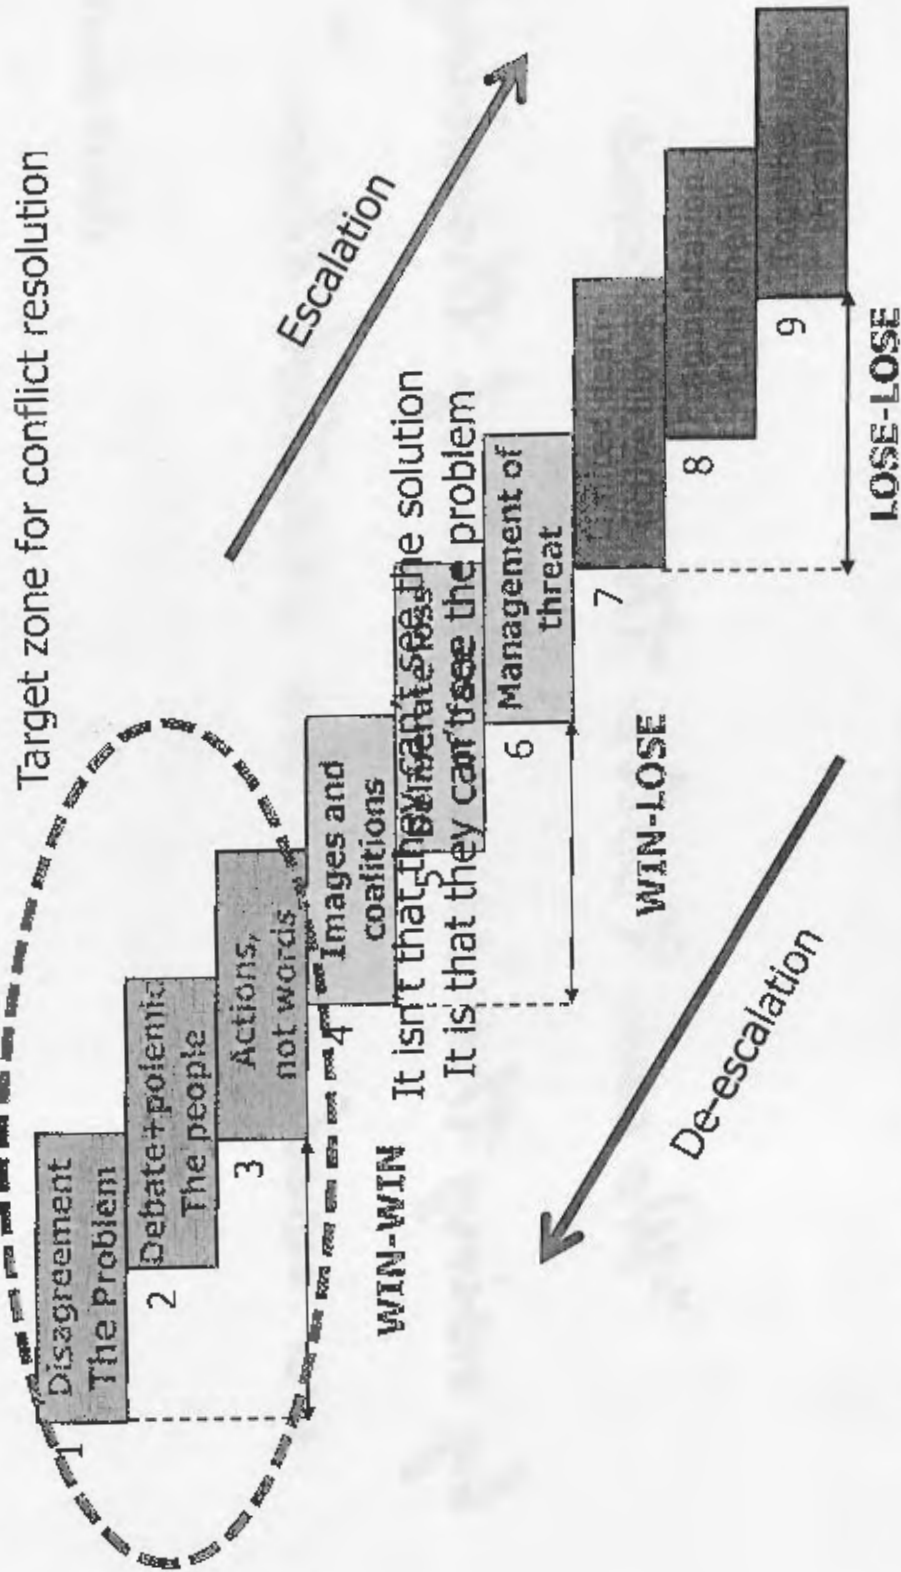 Target zone for conflict resolution
1
Disagreement
The Problem
2
Debate+polemic
The people
3
Actions,
not words
4
Images and
coalitions
5
loss
It isn't that they can't see the solution
It is that they can't see the problem
6
Management of
threat
7
8
9
Escalation
De-escalation
WIN-WIN
WIN-LOSE
LOSE-LOSE